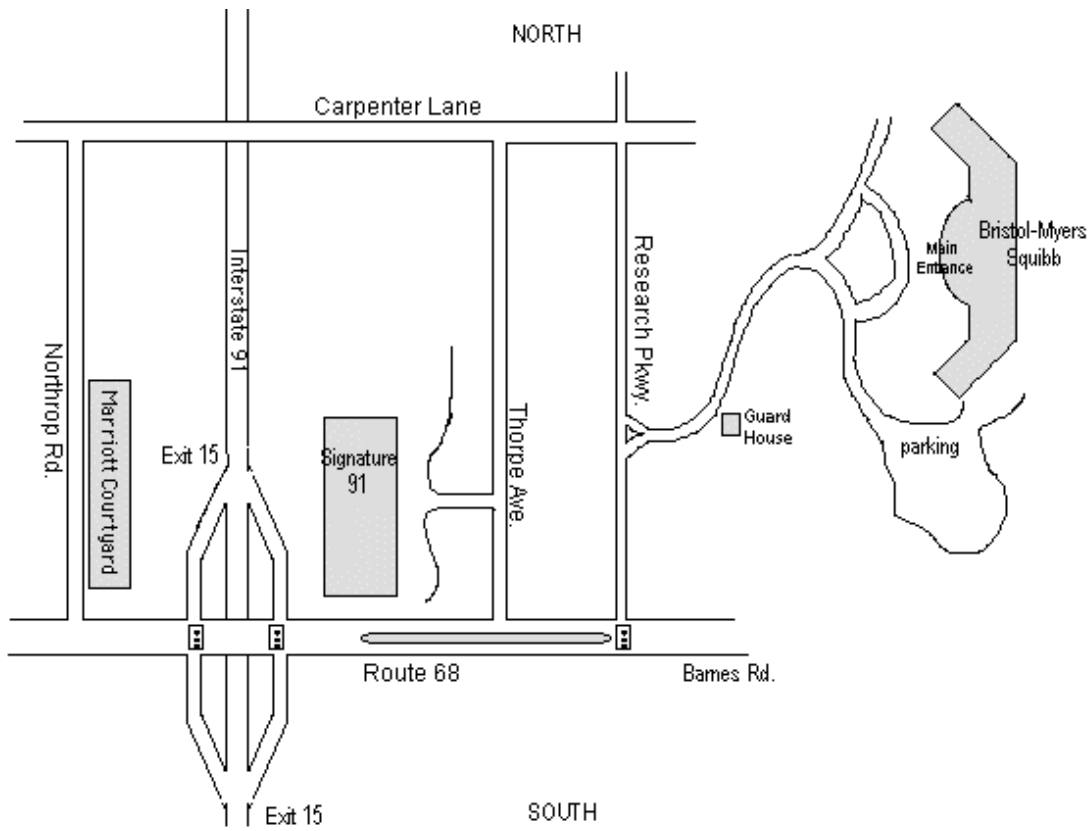 NORTH
Carpenter Lane
Interstate 91
Research Pkwy.
Bristol-Myers
Squibb
Main
Entrance
Northrop Rd.
Marriott Courtyard
Exit 15
Signature
91
Thorpe Ave.
Guard
House
parking
Route 68
Barnes Rd.
Exit 15
SOUTH